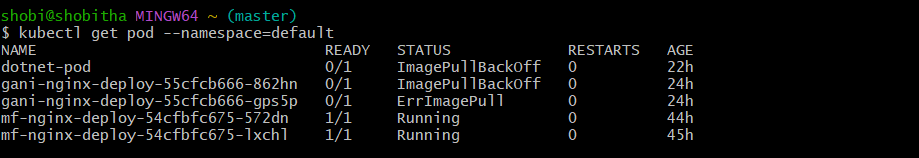 shobi@shobitha MINGW64 ~ (master)
$ kubectl get pod --namespace=default
NAME READY STATUS RESTARTS AGE
dotnet-pod 0/1 ImagePullBackOff 0 22h
gani-nginx-deploy-55cfcb666-862hn 0/1 ImagePullBackOff 0 24h
gani-nginx-deploy-55cfcb666-gps5p 0/1 ErrImagePull 0 24h
mf-nginx-deploy-54cfbfc675-572dn 1/1 Running 0 44h
mf-nginx-deploy-54cfbfc675-lxchl 1/1 Running 0 45h